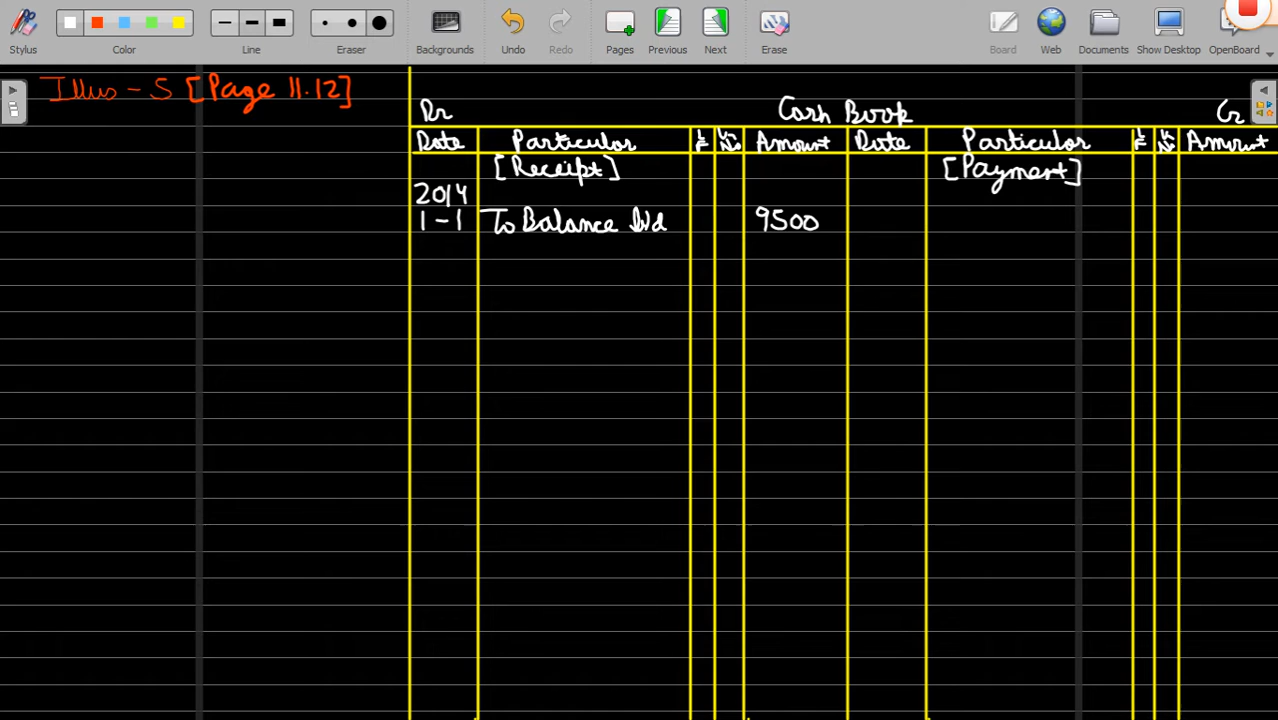 Stylus
Color
Line
Eraser
Backgrounds
Undo
Redo
Pages
Previous
Next
Erase
Board
Web
Documents
Show Desktop
OpenBoard
Illus - 5 [Page 11.12]
Dr Cash Book Cr
Date Particular L F V. No Amount Date Particular L F V. No Amount
[Receipt] [Payment]
2014
1-1 To Balance b/d 9500